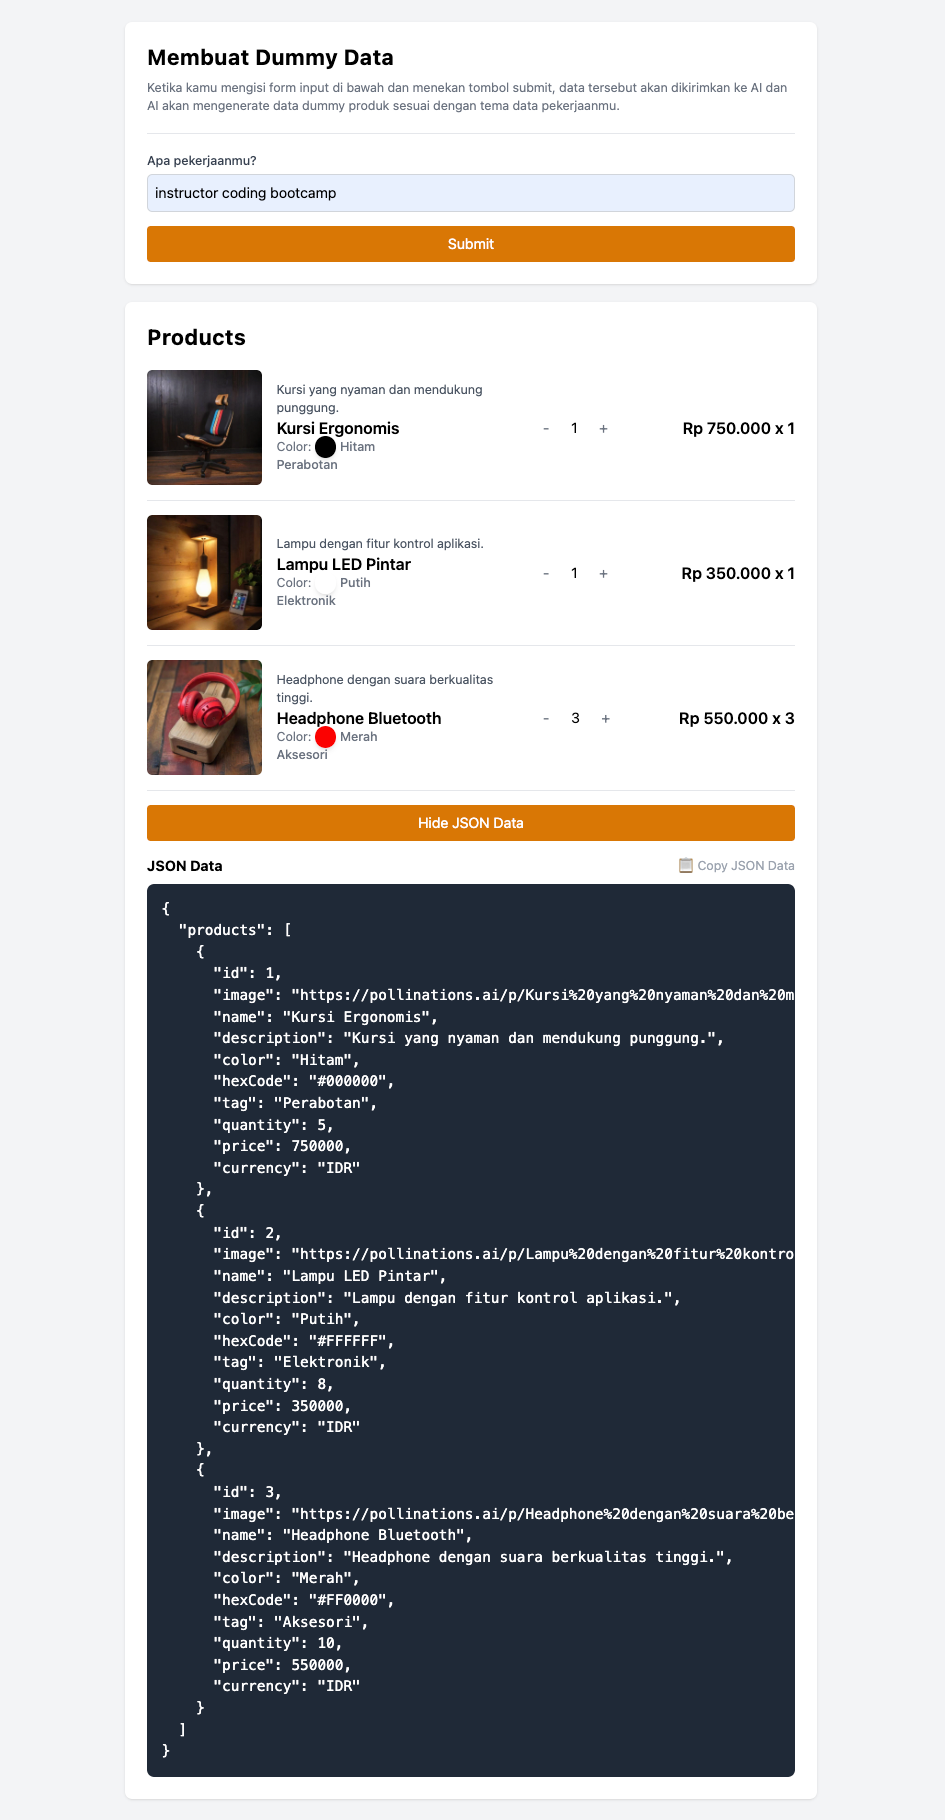 Membuat Dummy Data
Ketika kamu mengisi form input di bawah dan menekan tombol submit, data tersebut akan dikirimkan ke AI dan
AI akan mengenerate data dummy produk sesuai dengan tema data pekerjaanmu.
Apa pekerjaanmu?
instructor coding bootcamp
Submit
Products
Kursi yang nyaman dan mendukung
punggung.
Kursi Ergonomis
Color: Hitam
Perabotan
- 1 +
Rp 750.000 x 1
Lampu dengan fitur kontrol aplikasi.
Lampu LED Pintar
Color: Putih
Elektronik
- 1 +
Rp 350.000 x 1
Headphone dengan suara berkualitas
tinggi.
Headphone Bluetooth
Color: Merah
Aksesori
- 3 +
Rp 550.000 x 3
Hide JSON Data
JSON Data
📋 Copy JSON Data
{
  "products": [
    {
      "id": 1,
      "image": "https://pollinations.ai/p/Kursi%20yang%20nyaman%20dan%20m
      "name": "Kursi Ergonomis",
      "description": "Kursi yang nyaman dan mendukung punggung.",
      "color": "Hitam",
      "hexCode": "#000000",
      "tag": "Perabotan",
      "quantity": 5,
      "price": 750000,
      "currency": "IDR"
    },
    {
      "id": 2,
      "image": "https://pollinations.ai/p/Lampu%20dengan%20fitur%20kontro
      "name": "Lampu LED Pintar",
      "description": "Lampu dengan fitur kontrol aplikasi.",
      "color": "Putih",
      "hexCode": "#FFFFFF",
      "tag": "Elektronik",
      "quantity": 8,
      "price": 350000,
      "currency": "IDR"
    },
    {
      "id": 3,
      "image": "https://pollinations.ai/p/Headphone%20dengan%20suara%20be
      "name": "Headphone Bluetooth",
      "description": "Headphone dengan suara berkualitas tinggi.",
      "color": "Merah",
      "hexCode": "#FF0000",
      "tag": "Aksesori",
      "quantity": 10,
      "price": 550000,
      "currency": "IDR"
    }
  ]
}